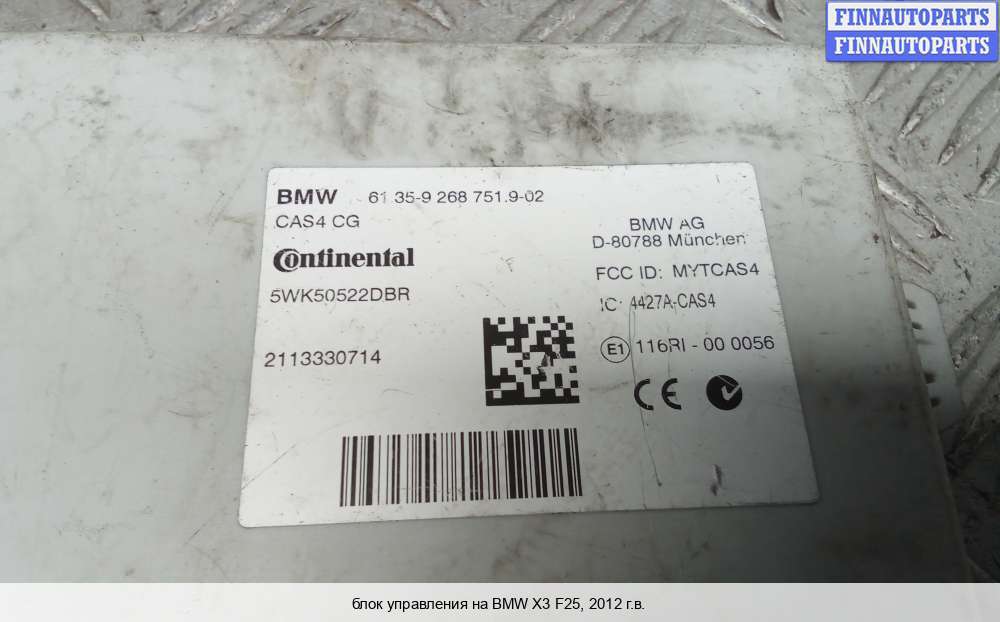 FINNAUTOPARTS
FINNAUTOPARTS
BMW 61 35-9 268 751.9-02
CAS4 CG
Continental
5WK50522DBR
2113330714
BMW AG
D-80788 München
FCC ID: MYTCAS4
IC: 4427A-CAS4
E1 116RI - 00 0056
CE
блок управления на BMW X3 F25, 2012 г.в.